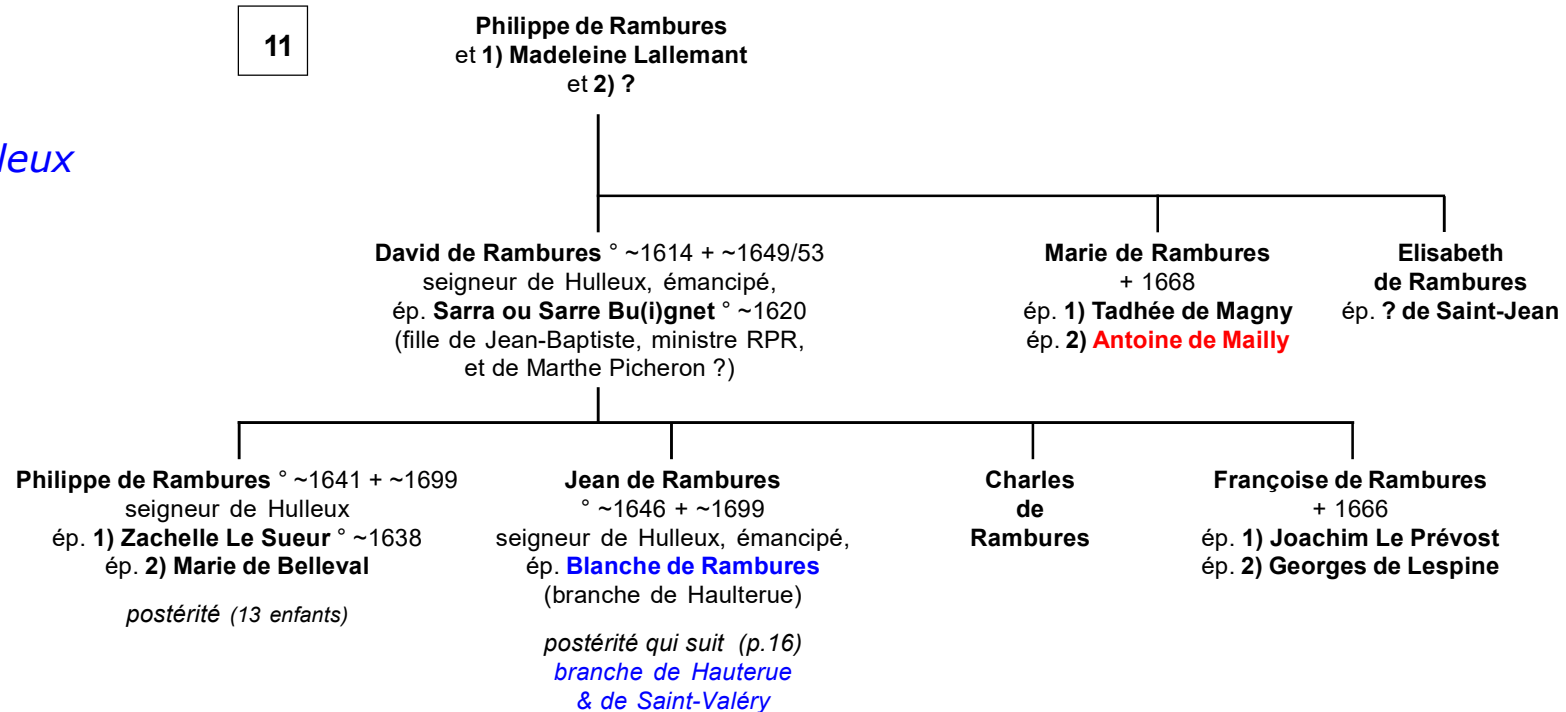 11
Philippe de Rambures
et 1) Madeleine Lallemant
et 2) ?
leux
David de Rambures ° ~1614 + ~1649/53
seigneur de Hulleux, émancipé,
ép. Sarra ou Sarre Bu(i)gnet ° ~1620
(fille de Jean-Baptiste, ministre RPR,
et de Marthe Picheron ?)
Marie de Rambures
+ 1668
ép. 1) Tadhée de Magny
ép. 2) Antoine de Mailly
Elisabeth
de Rambures
ép. ? de Saint-Jean
Philippe de Rambures ° ~1641 + ~1699
seigneur de Hulleux
ép. 1) Zachelle Le Sueur ° ~1638
ép. 2) Marie de Belleval
postérité (13 enfants)
Jean de Rambures
° ~1646 + ~1699
seigneur de Hulleux, émancipé,
ép. Blanche de Rambures
(branche de Haulterue)
postérité qui suit (p.16)
branche de Hauterue
& de Saint-Valéry
Charles
de
Rambures
Françoise de Rambures
+ 1666
ép. 1) Joachim Le Prévost
ép. 2) Georges de Lespine